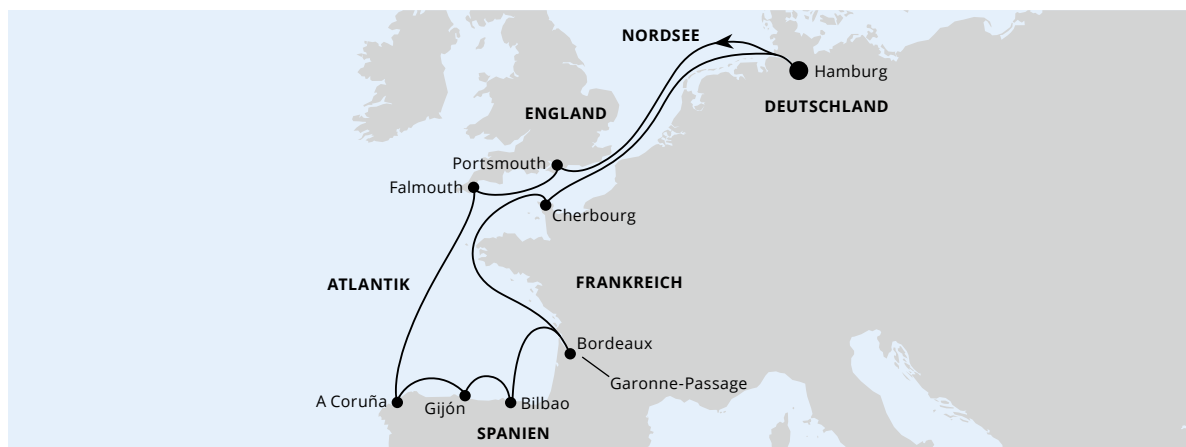 NORDSEE
Hamburg
DEUTSCHLAND
ENGLAND
Portsmouth
Falmouth
Cherbourg
ATLANTIK
FRANKREICH
Bordeaux
Garonne-Passage
A Coruña
Gijón
Bilbao
SPANIEN